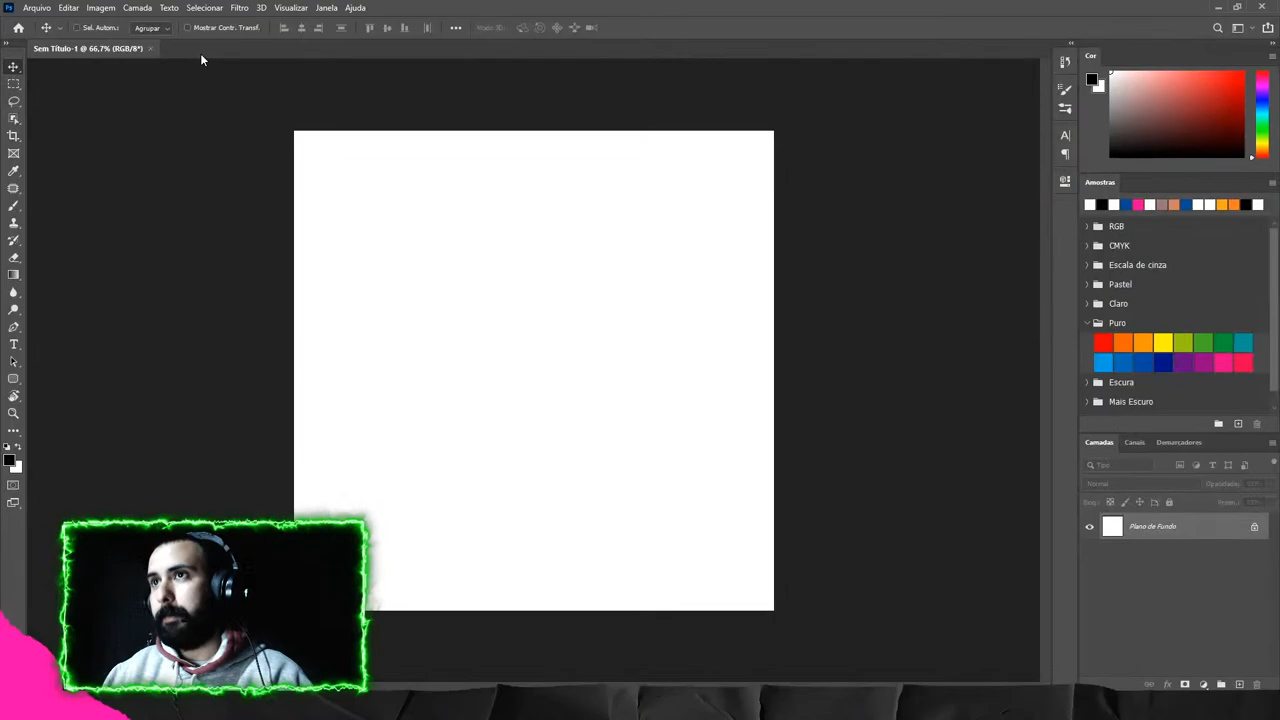 Ps Arquivo Editar Imagem Camada Texto Selecionar Filtro 3D Visualizar Janela Ajuda
Sel. Autom.: Agrupar Mostrar Contr. Transf.
Sem Título-1 @ 66,7% (RGB/8*)
Cor
Amostras
RGB
CMYK
Escala de cinza
Pastel
Claro
Puro
Escura
Mais Escuro
Camadas Canais Demarcadores
Tipo
Normal
Plano de Fundo